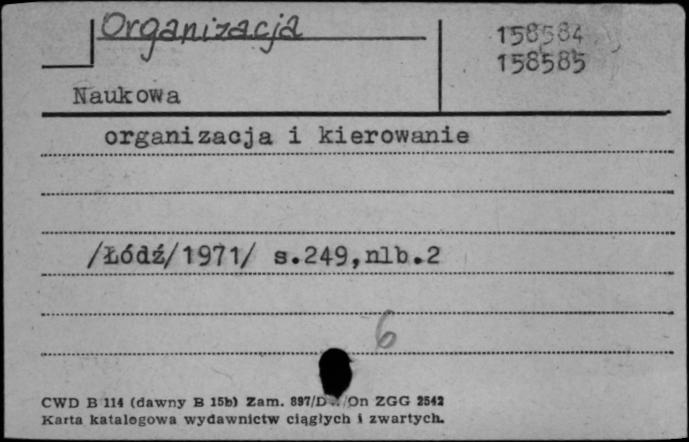 Organizacja
158584
158585
Naukowa
organizacja i kierowanie
/Łódź/1971/ s.249,nlb.2
6
CWD B 114 (dawny B 15b) Zam. 897/D On ZGG 2542
Karta katalogowa wydawnictw ciągłych i zwartych.